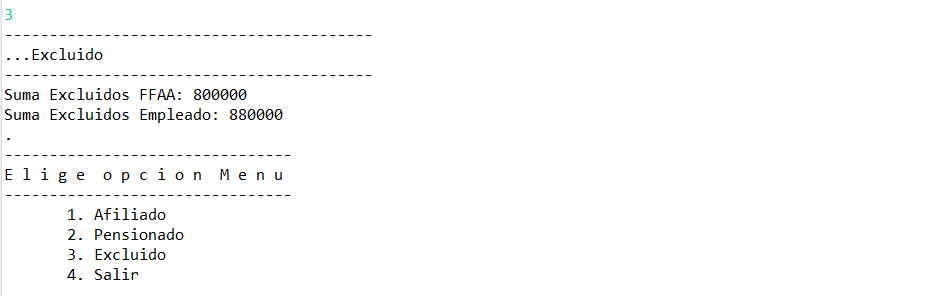 3
-----------------------------------------
...Excluido
-----------------------------------------
Suma Excluidos FFAA: 800000
Suma Excluidos Empleado: 880000
.
--------------------------------
E l i g e  o p c i o n  M e n u
--------------------------------
1. Afiliado
2. Pensionado
3. Excluido
4. Salir